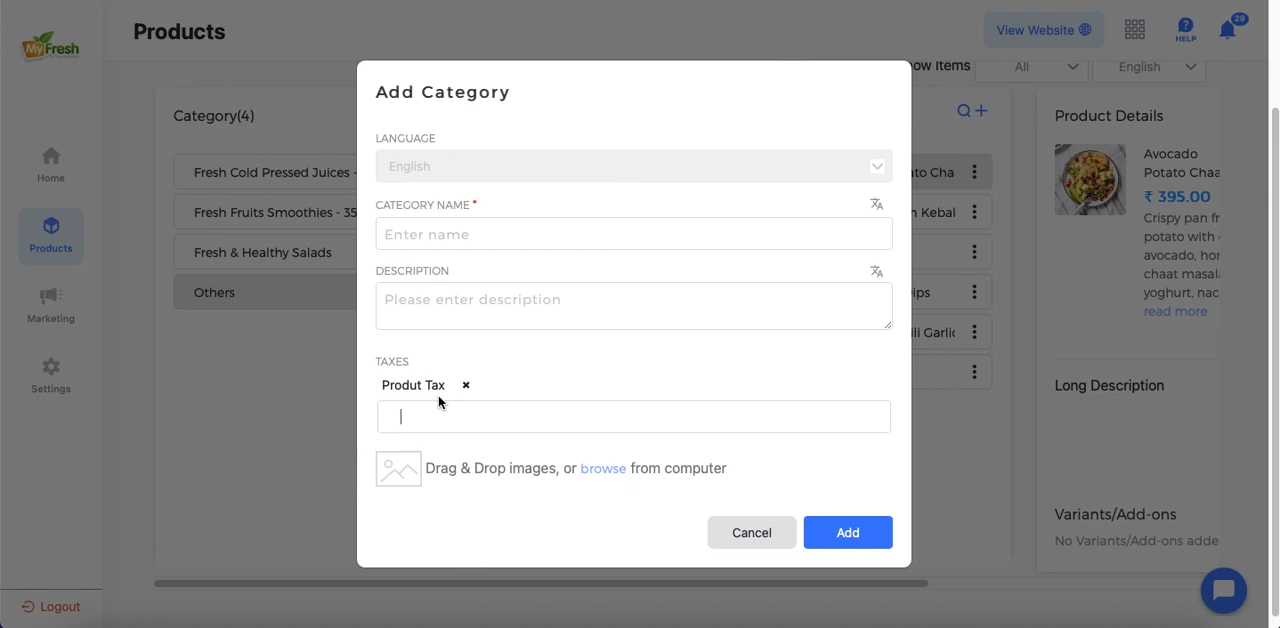 MyFresh
Products
View Website
HELP
29
Show Items
All
English
Category(4)
Product Details
Fresh Cold Pressed Juices -
Fresh Fruits Smoothies - 35
Fresh & Healthy Salads
Others
Home
Products
Marketing
Settings
Logout
Add Category
LANGUAGE
English
CATEGORY NAME *
Enter name
DESCRIPTION
Please enter description
TAXES
Produt Tax ×
Drag & Drop images, or browse from computer
Cancel
Add
Avocado
Potato Chaa
₹ 395.00
Crispy pan fr
potato with
avocado, hor
chaat masal
yoghurt, nac
read more
Long Description
Variants/Add-ons
No Variants/Add-ons adde